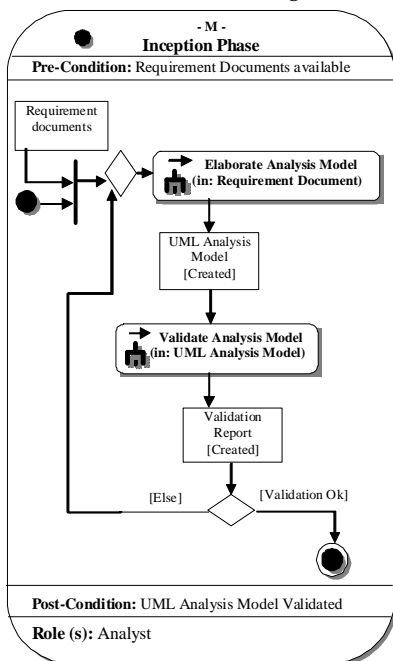 - M -
Inception Phase
Pre-Condition: Requirement Documents available
Requirement
documents
Elaborate Analysis Model
(in: Requirement Document)
UML Analysis
Model
[Created]
Validate Analysis Model
(in: UML Analysis Model)
Validation
Report
[Created]
[Else]
[Validation Ok]
Post-Condition: UML Analysis Model Validated
Role (s): Analyst